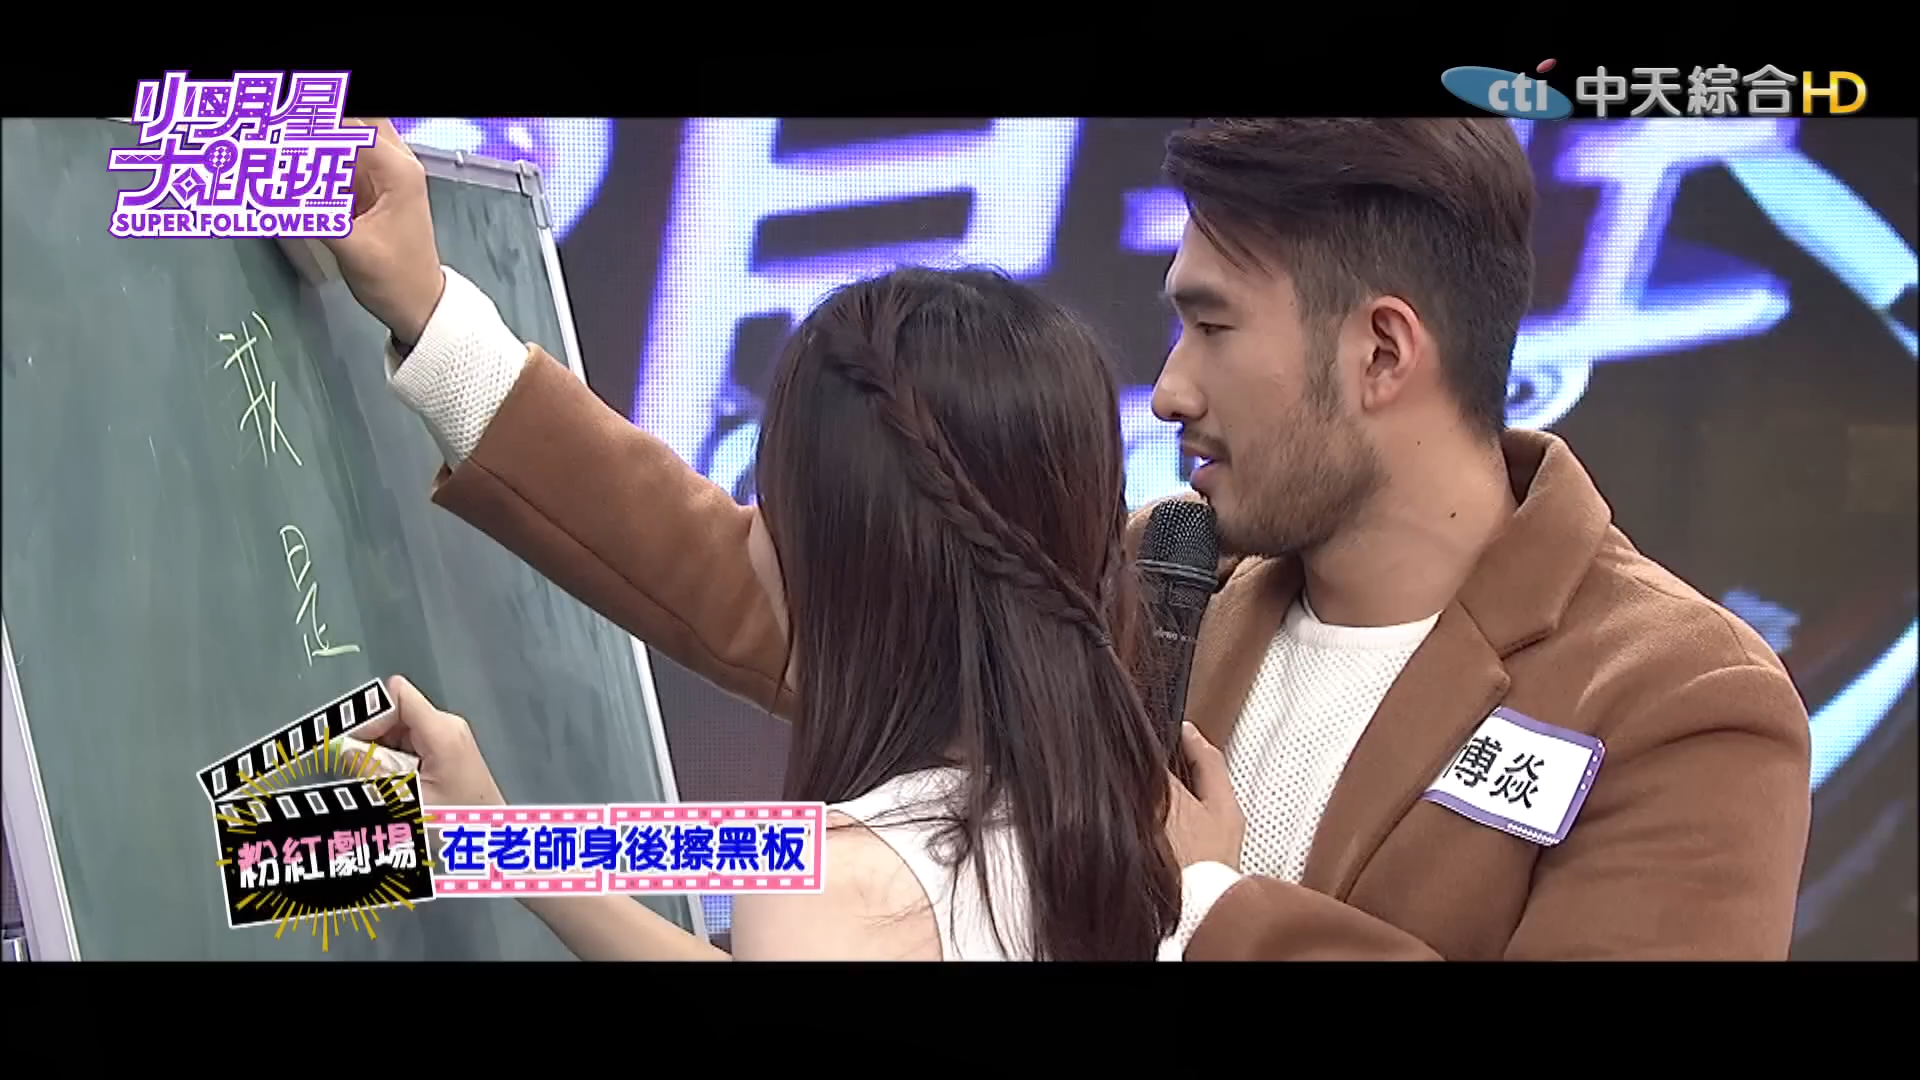 小明星
大跟班
SUPER FOLLOWERS
cti 中天綜合HD
我
是
博焱
粉紅劇場
在老師身後擦黑板